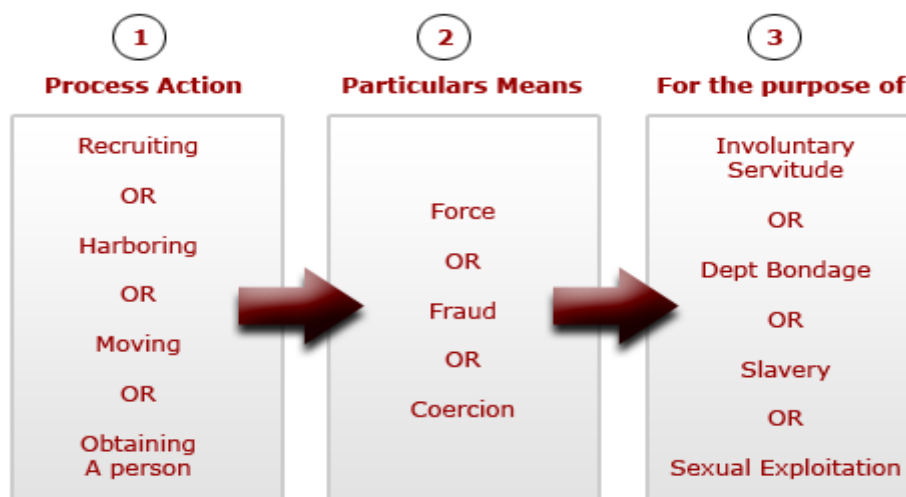 1
Process Action
Recruiting
OR
Harboring
OR
Moving
OR
Obtaining
A person
2
Particulars Means
Force
OR
Fraud
OR
Coercion
3
For the purpose of
Involuntary
Servitude
OR
Dept Bondage
OR
Slavery
OR
Sexual Exploitation